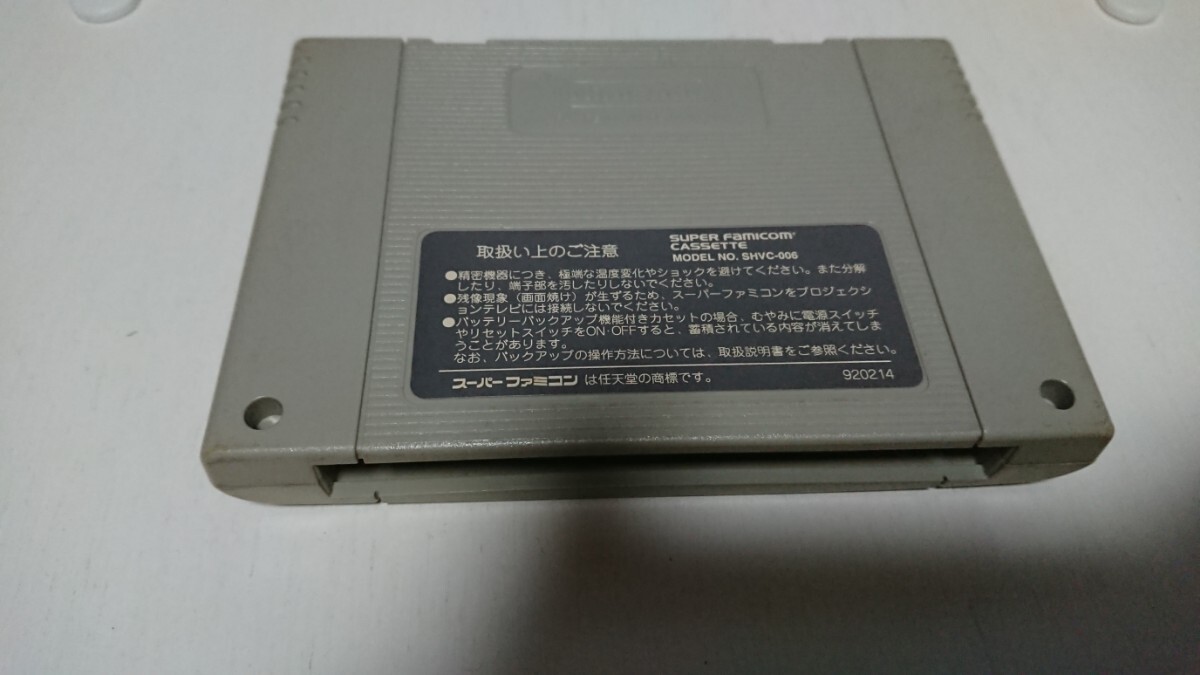 取扱い上のご注意
SUPER FAMICOM
CASSETTE
MODEL NO. SHVC-006
●精密機器につき、極端な温度変化やショックを避けてください。また分解
したり、端子部を汚したりしないでください。
●残像現象(画面焼け)が生ずるため、スーパーファミコンをプロジェクシ
ョンテレビには接続しないでください。
●バッテリーバックアップ機能付きカセットの場合、むやみに電源スイッチ
やリセットスイッチをON・OFFすると、蓄積されている内容が消えてしま
うことがあります。
なお、バックアップの操作方法については、取扱説明書をご参照ください。
スーパーファミコン は任天堂の商標です。
920214